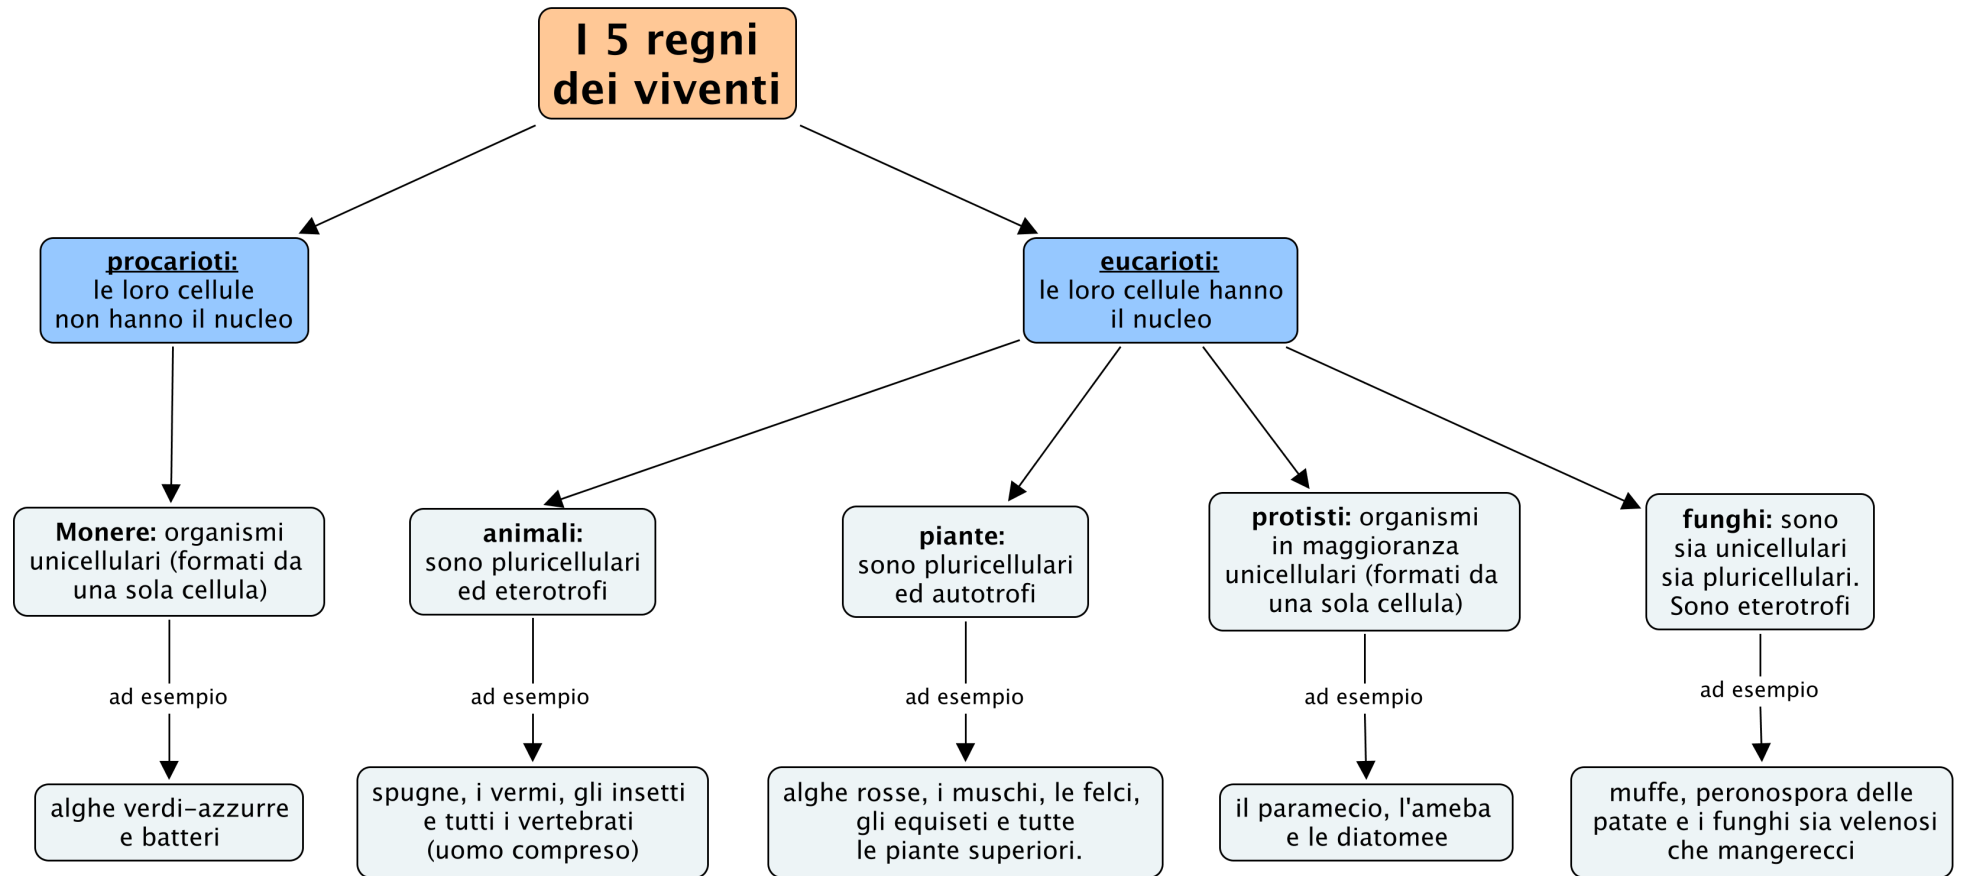 I 5 regni
dei viventi
procarioti:
le loro cellule
non hanno il nucleo
eucarioti:
le loro cellule hanno
il nucleo
Monere: organismi
unicellulari (formati da
una sola cellula)
animali:
sono pluricellulari
ed eterotrofi
piante:
sono pluricellulari
ed autotrofi
protisti: organismi
in maggioranza
unicellulari (formati da
una sola cellula)
funghi: sono
sia unicellulari
sia pluricellulari.
Sono eterotrofi
ad esempio
ad esempio
ad esempio
ad esempio
ad esempio
alghe verdi-azzurre
e batteri
spugne, i vermi, gli insetti
e tutti i vertebrati
(uomo compreso)
alghe rosse, i muschi, le felci,
gli equiseti e tutte
le piante superiori.
il paramecio, l'ameba
e le diatomee
muffe, peronospora delle
patate e i funghi sia velenosi
che mangerecci